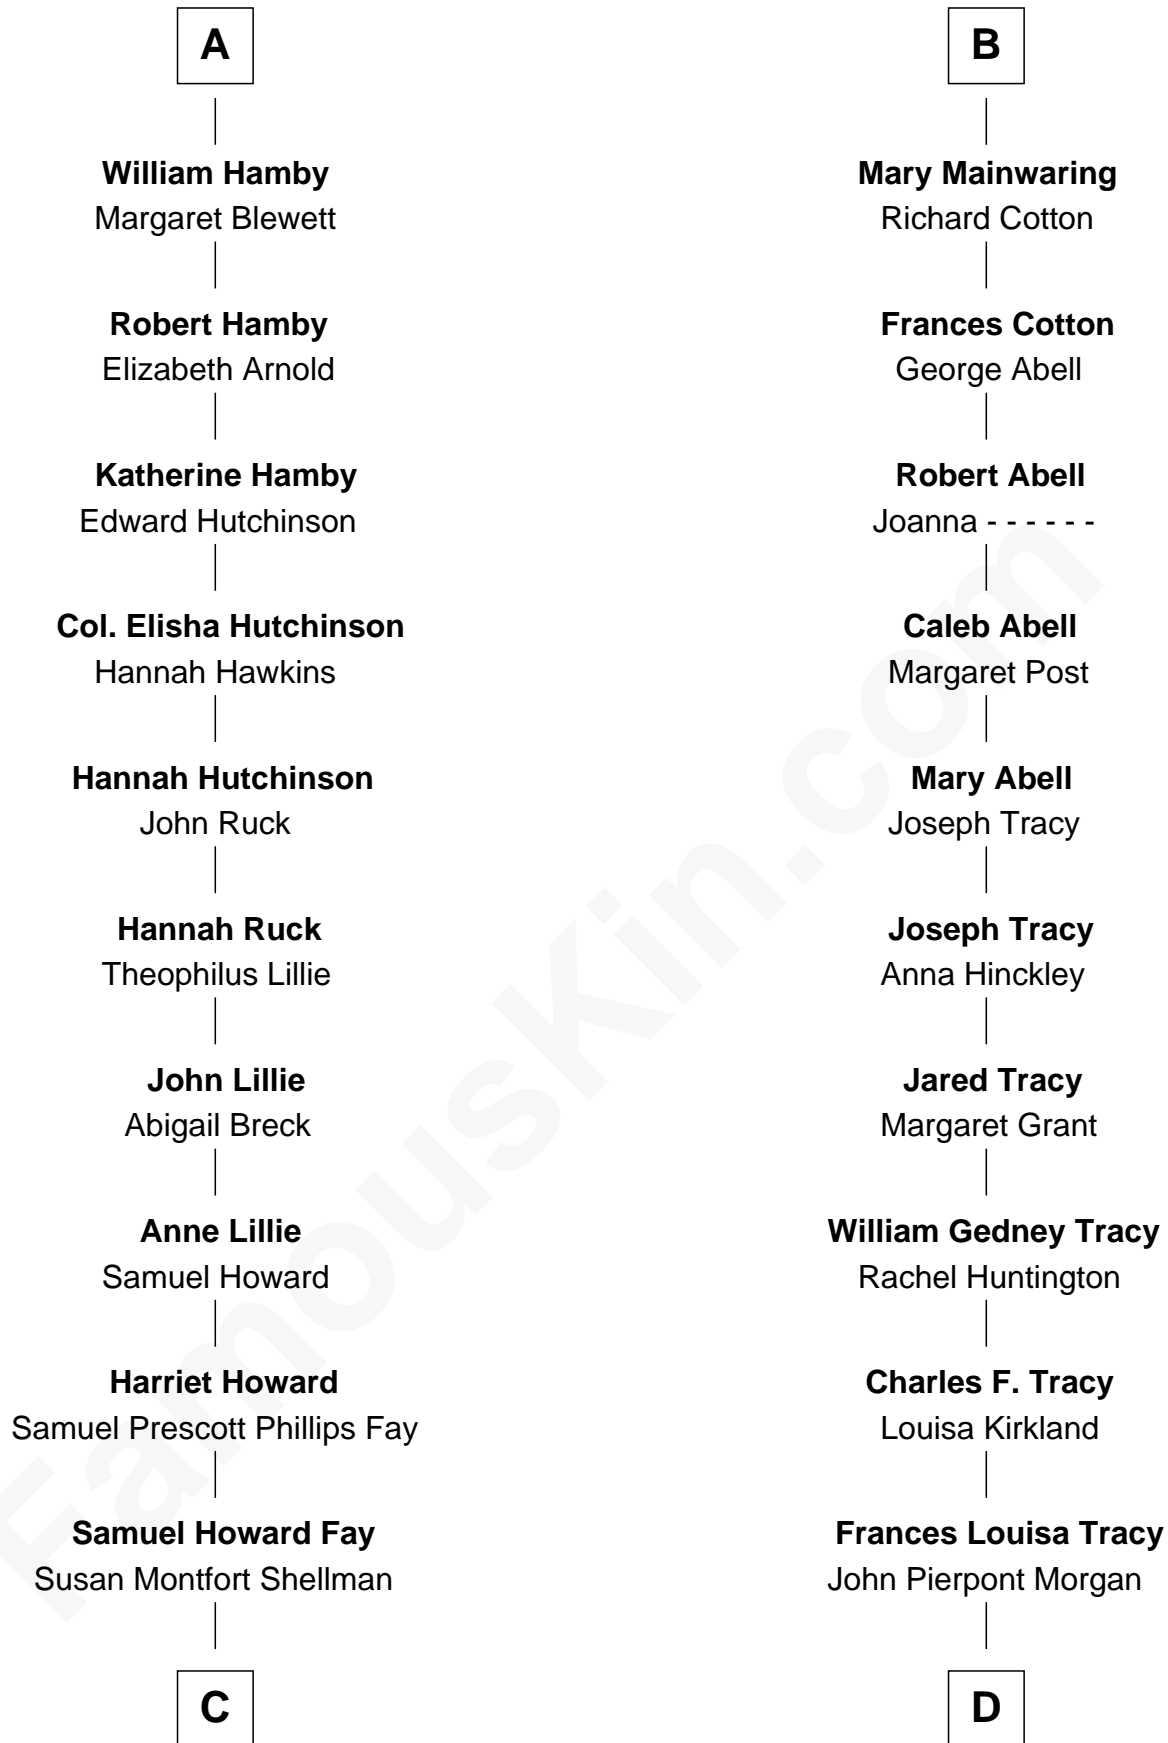 A
William Hamby
Margaret Blewett
Robert Hamby
Elizabeth Arnold
Katherine Hamby
Edward Hutchinson
Col. Elisha Hutchinson
Hannah Hawkins
Hannah Hutchinson
John Ruck
Hannah Ruck
Theophilus Lillie
John Lillie
Abigail Breck
Anne Lillie
Samuel Howard
Harriet Howard
Samuel Prescott Phillips Fay
Samuel Howard Fay
Susan Montfort Shellman
C
B
Mary Mainwaring
Richard Cotton
Frances Cotton
George Abell
Robert Abell
Joanna - - - - - -
Caleb Abell
Margaret Post
Mary Abell
Joseph Tracy
Joseph Tracy
Anna Hinckley
Jared Tracy
Margaret Grant
William Gedney Tracy
Rachel Huntington
Charles F. Tracy
Louisa Kirkland
Frances Louisa Tracy
John Pierpont Morgan
D
FamousKin.com